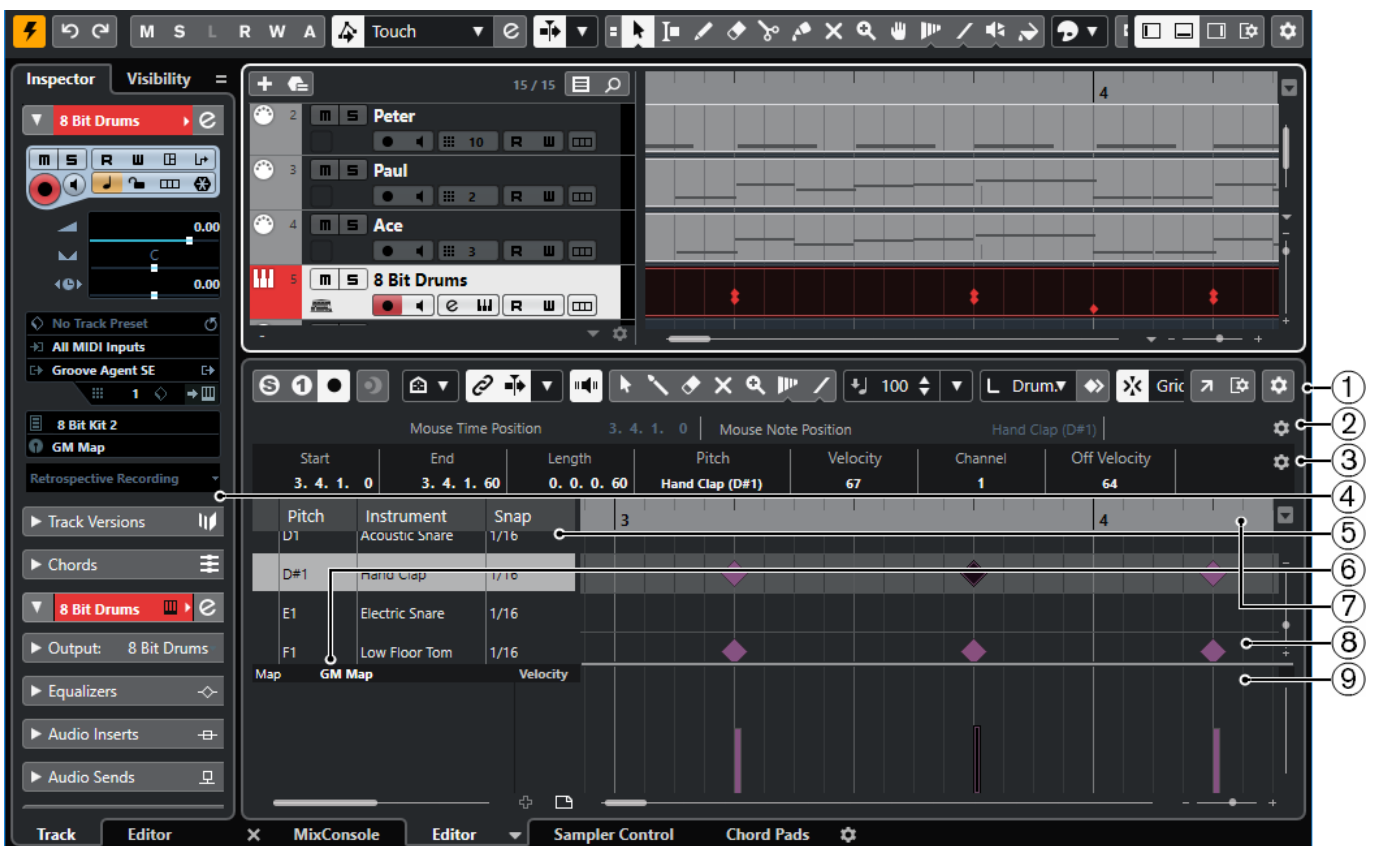 M S L R W A Touch
Inspector Visibility
8 Bit Drums
m S R W
0.00
C
0.00
No Track Preset
All MIDI Inputs
Groove Agent SE
1
8 Bit Kit 2
GM Map
Retrospective Recording
Track Versions
Chords
8 Bit Drums
Output: 8 Bit Drums
Equalizers
Audio Inserts
Audio Sends
Track Editor
15 / 15
4
2 m S Peter
10 R W
3 m S Paul
2 R W
4 m S Ace
3 R W
5 m S 8 Bit Drums
R W
S 1 100 L Drum. Gric
Mouse Time Position 3. 4. 1. 0 Mouse Note Position Hand Clap (D#1)
Start End Length Pitch Velocity Channel Off Velocity
3. 4. 1. 0 3. 4. 1. 60 0. 0. 0. 60 Hand Clap (D#1) 67 1 64
Pitch Instrument Snap 3 4
D1 Acoustic Snare 1/16
D#1 Hand Clap 1/16
E1 Electric Snare 1/16
F1 Low Floor Tom 1/16
Map GM Map Velocity
MixConsole Editor Sampler Control Chord Pads
1
2
3
4
5
6
7
8
9